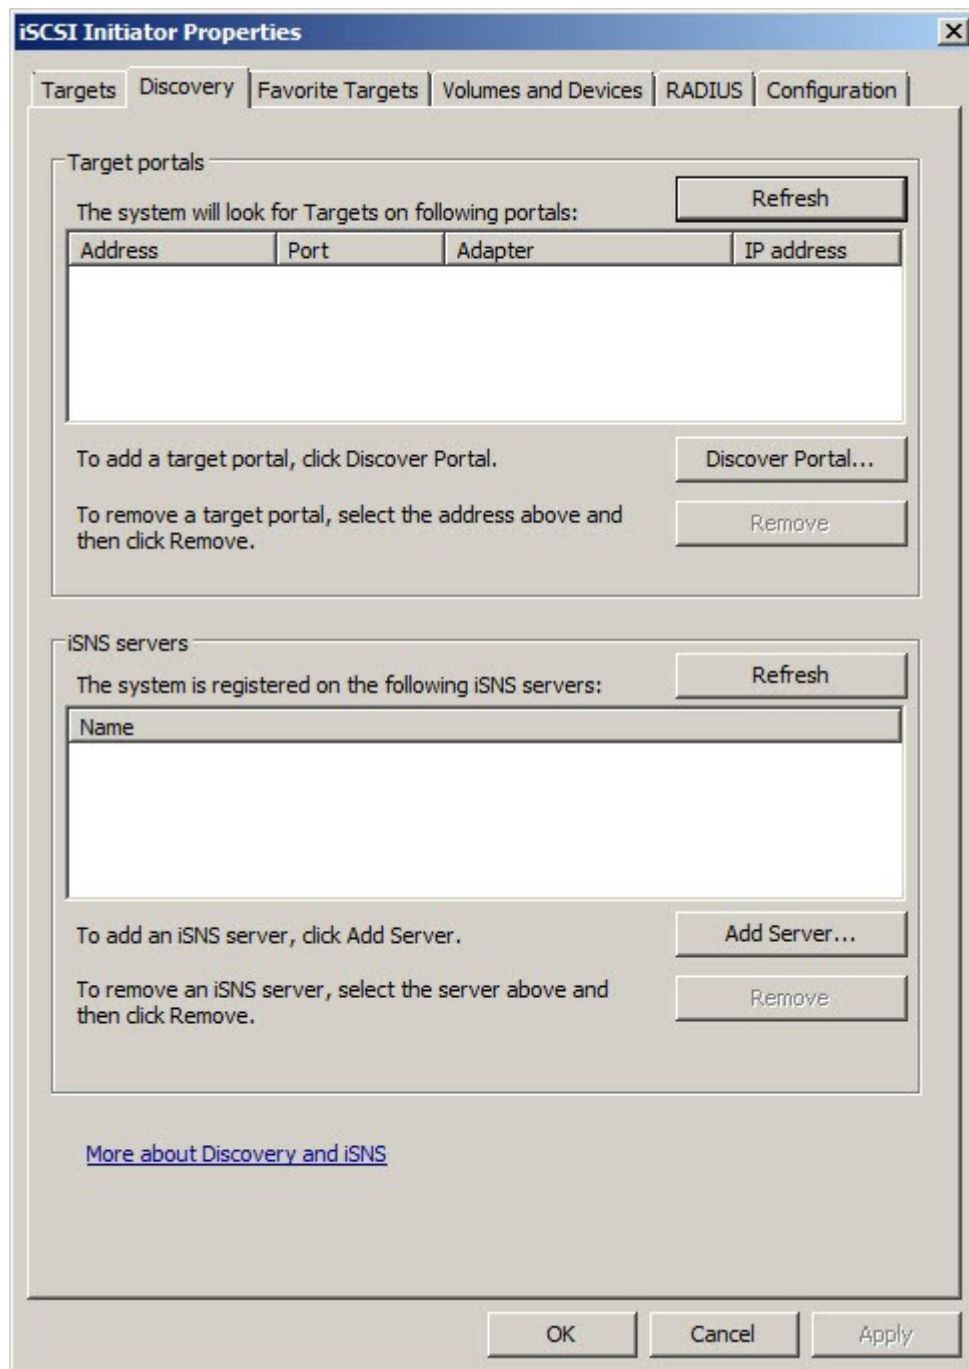 iSCSI Initiator Properties
Targets Discovery Favorite Targets Volumes and Devices RADIUS Configuration
Target portals
The system will look for Targets on following portals:
Refresh
Address Port Adapter IP address
To add a target portal, click Discover Portal.
Discover Portal...
To remove a target portal, select the address above and
then click Remove.
Remove
iSNS servers
The system is registered on the following iSNS servers:
Refresh
Name
To add an iSNS server, click Add Server.
Add Server...
To remove an iSNS server, select the server above and
then click Remove.
Remove
More about Discovery and iSNS
OK Cancel Apply